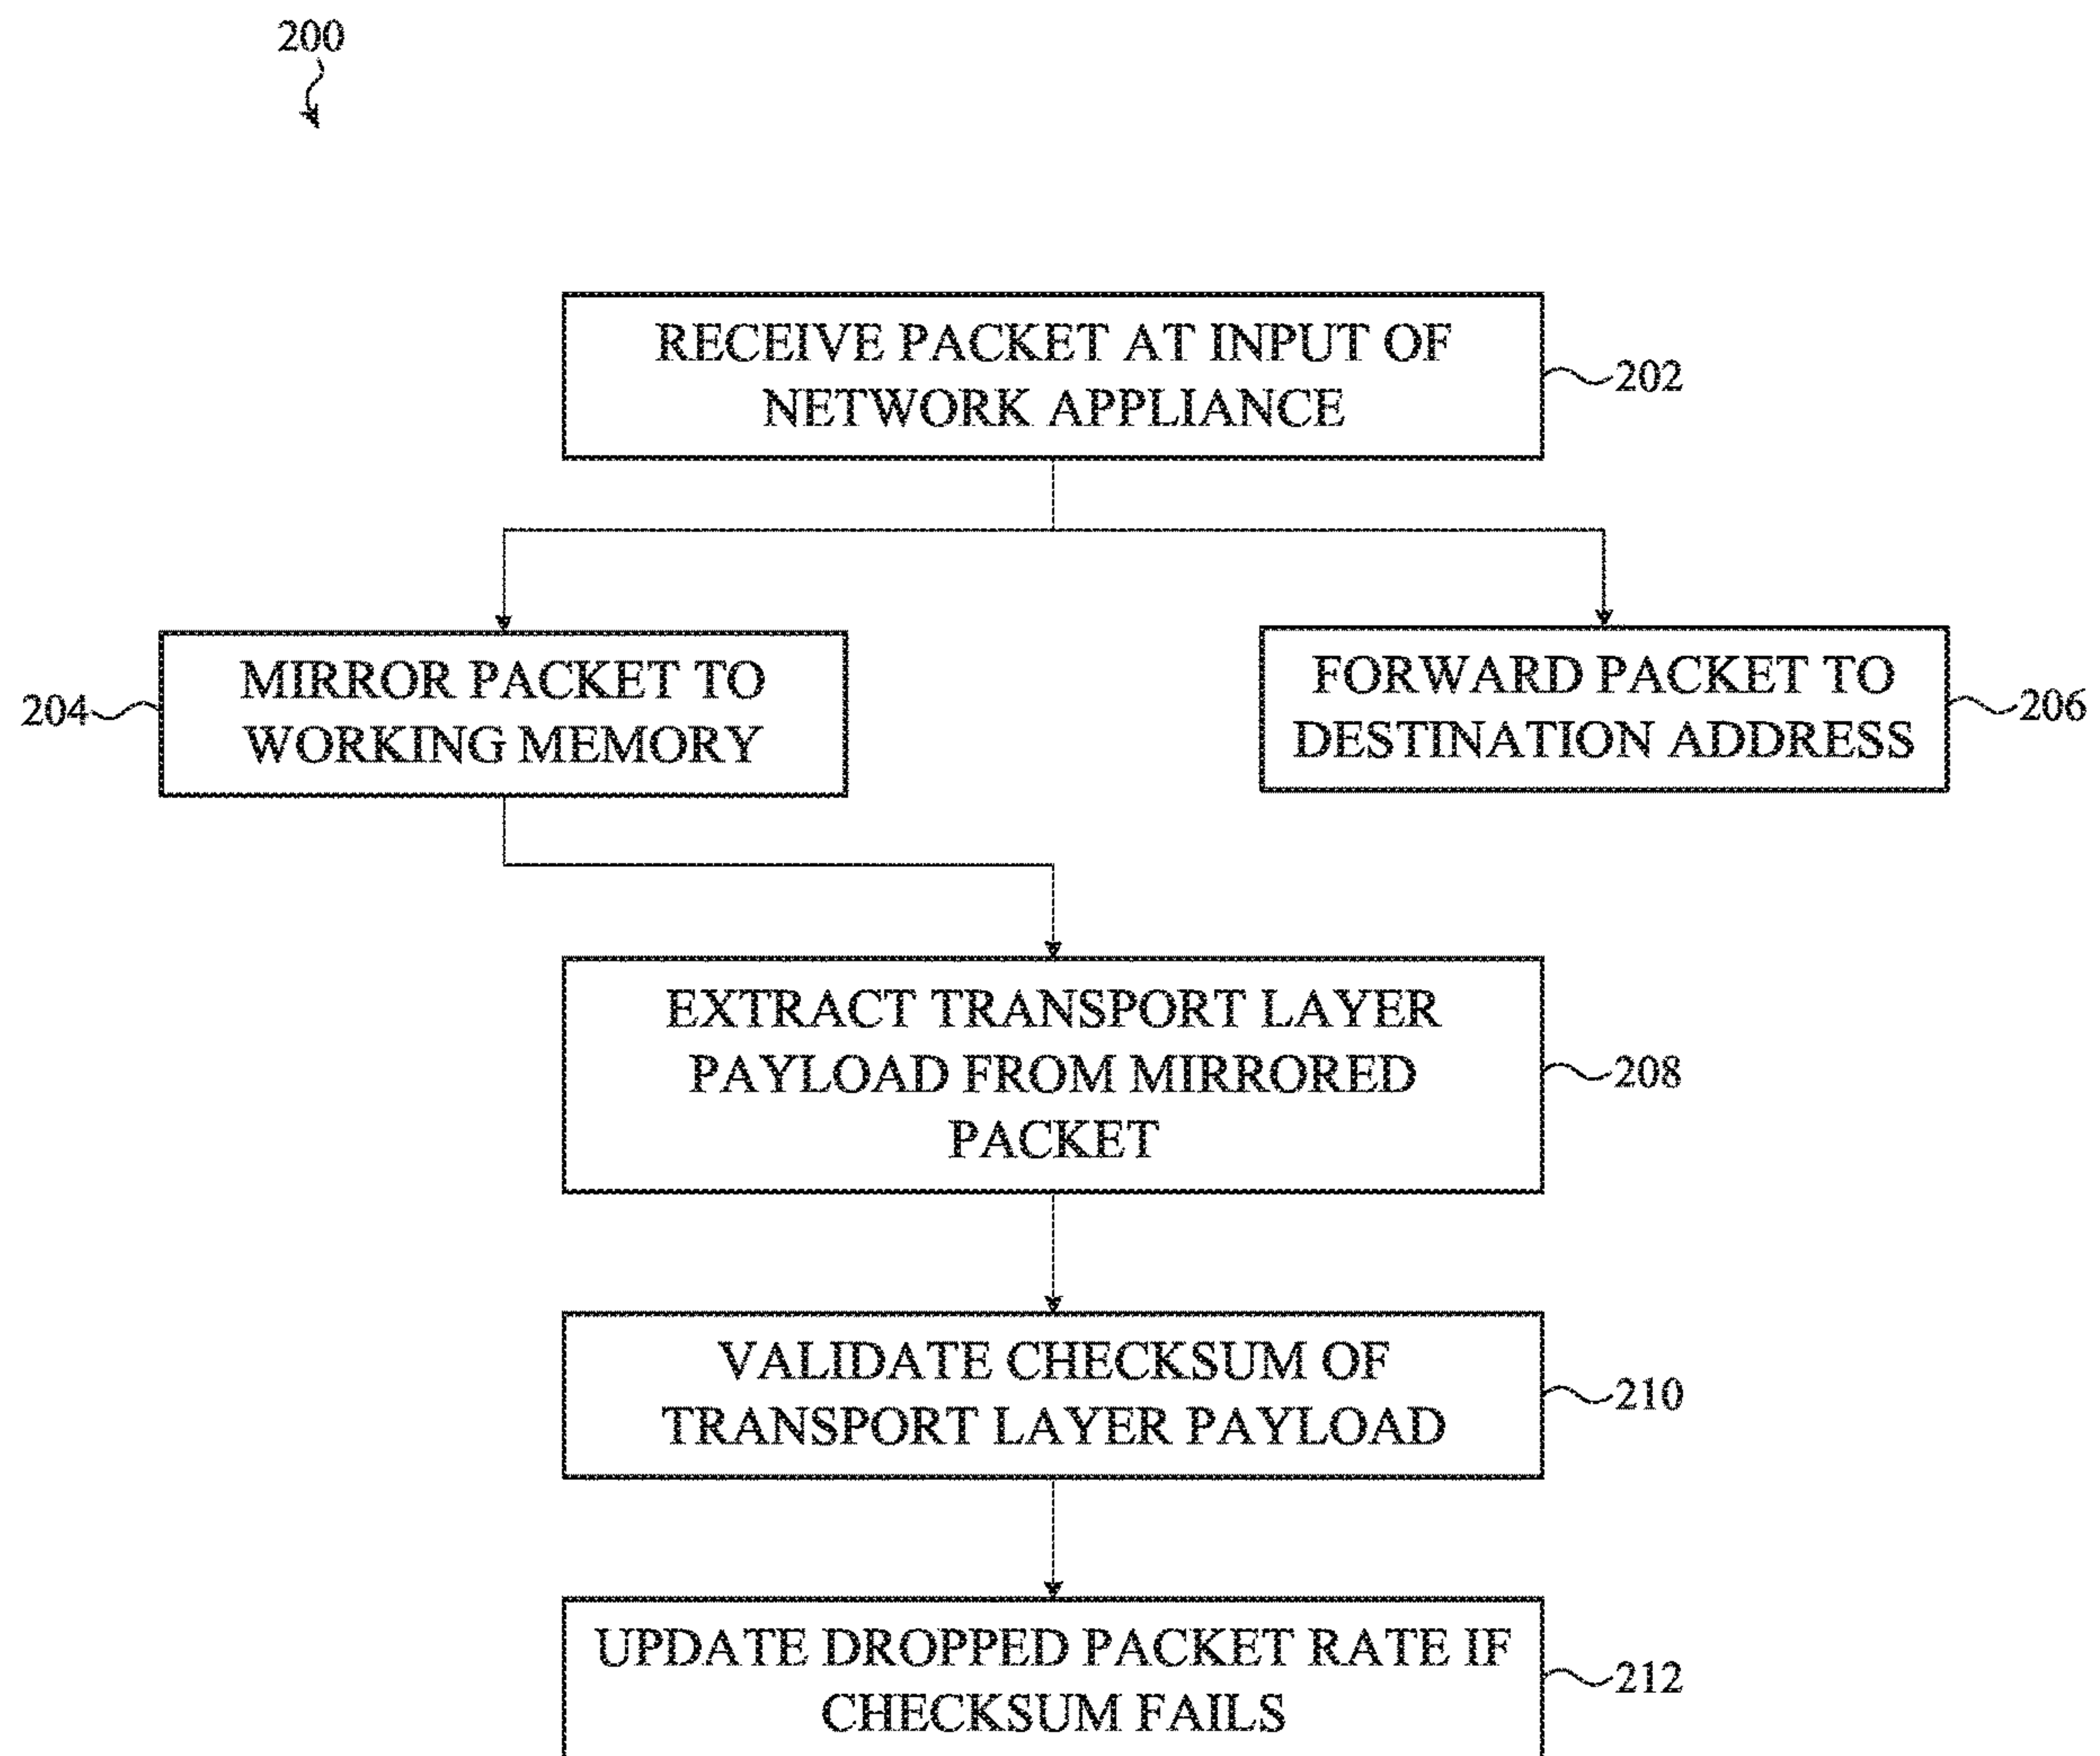 200
RECEIVE PACKET AT INPUT OF
NETWORK APPLIANCE
202
MIRROR PACKET TO
WORKING MEMORY
204
FORWARD PACKET TO
DESTINATION ADDRESS
206
EXTRACT TRANSPORT LAYER
PAYLOAD FROM MIRRORED
PACKET
208
VALIDATE CHECKSUM OF
TRANSPORT LAYER PAYLOAD
210
UPDATE DROPPED PACKET RATE IF
CHECKSUM FAILS
212